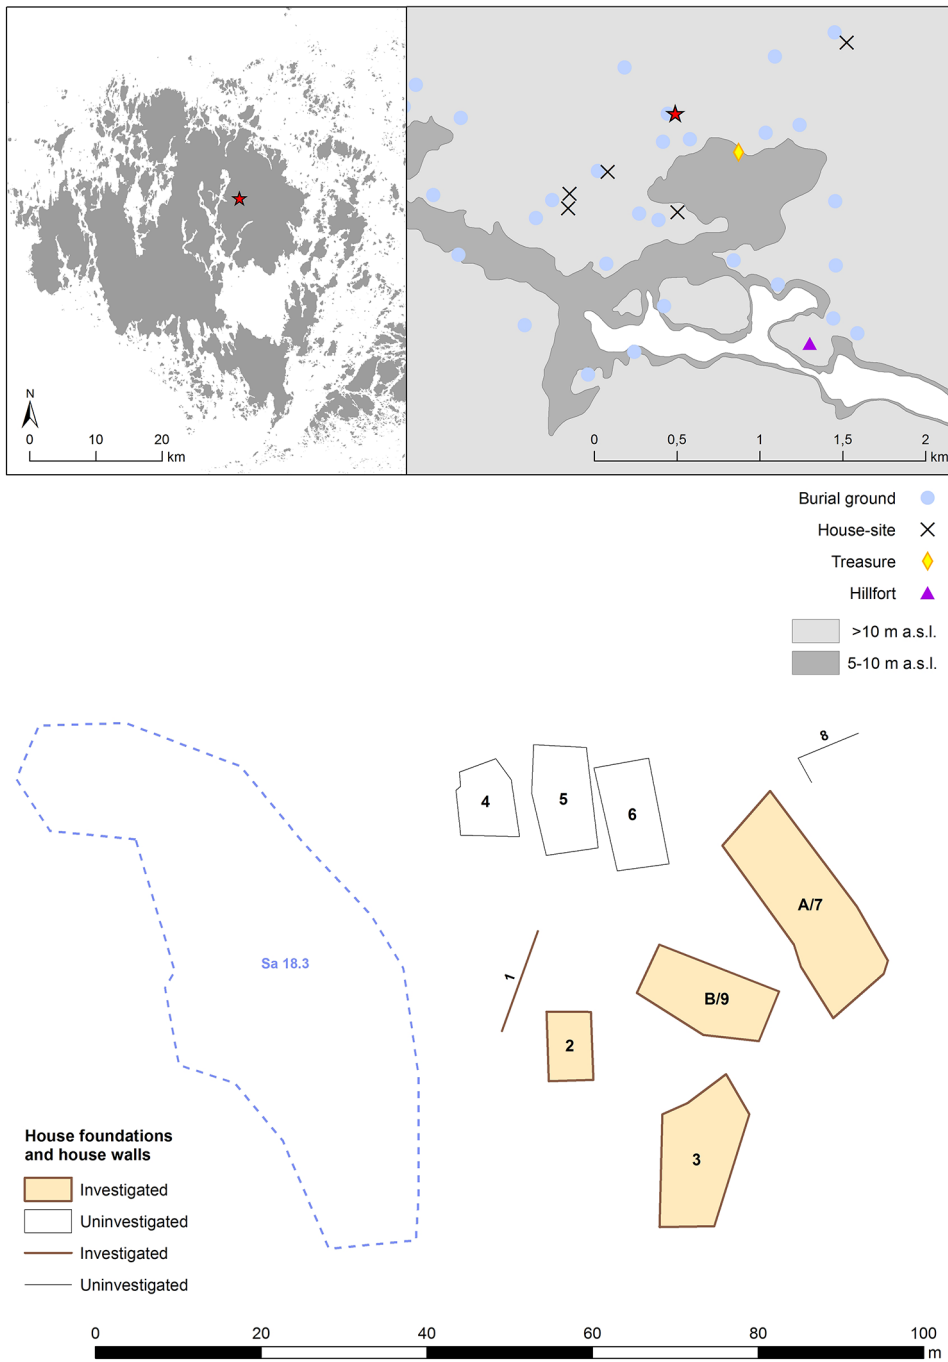 N
0 10 20
km
0 0,5 1 1,5 2
km
Burial ground
House-site
Treasure
Hillfort
>10 m a.s.l.
5-10 m a.s.l.
8
4
5
6
A/7
Sa 18.3
1
B/9
2
3
House foundations
and house walls
Investigated
Uninvestigated
Investigated
Uninvestigated
0 20 40 60 80 100
m